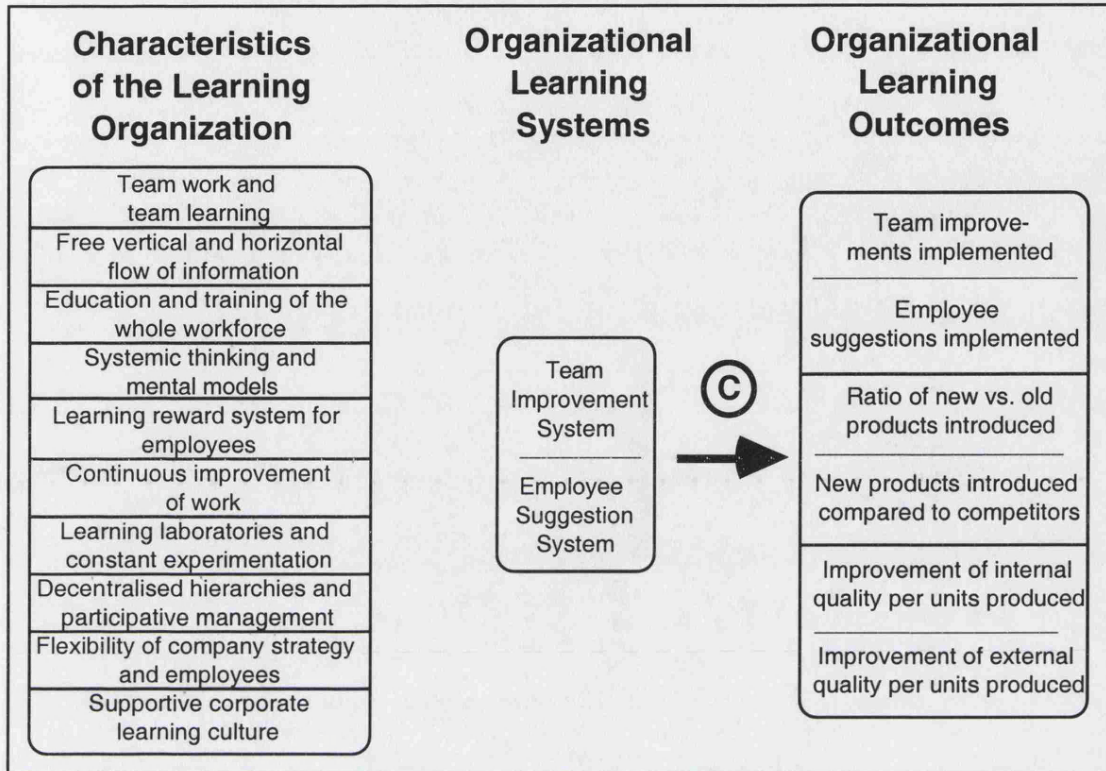 Characteristics
of the Learning
Organization
Team work and
team learning
Free vertical and horizontal
flow of information
Education and training of the
whole workforce
Systemic thinking and
mental models
Learning reward system for
employees
Continuous improvement
of work
Learning laboratories and
constant experimentation
Decentralised hierarchies and
participative management
Flexibility of company strategy
and employees
Supportive corporate
learning culture
Organizational
Learning
Systems
Team
Improvement
System
Employee
Suggestion
System
C
Organizational
Learning
Outcomes
Team improve-
ments implemented
Employee
suggestions implemented
Ratio of new vs. old
products introduced
New products introduced
compared to competitors
Improvement of internal
quality per units produced
Improvement of external
quality per units produced